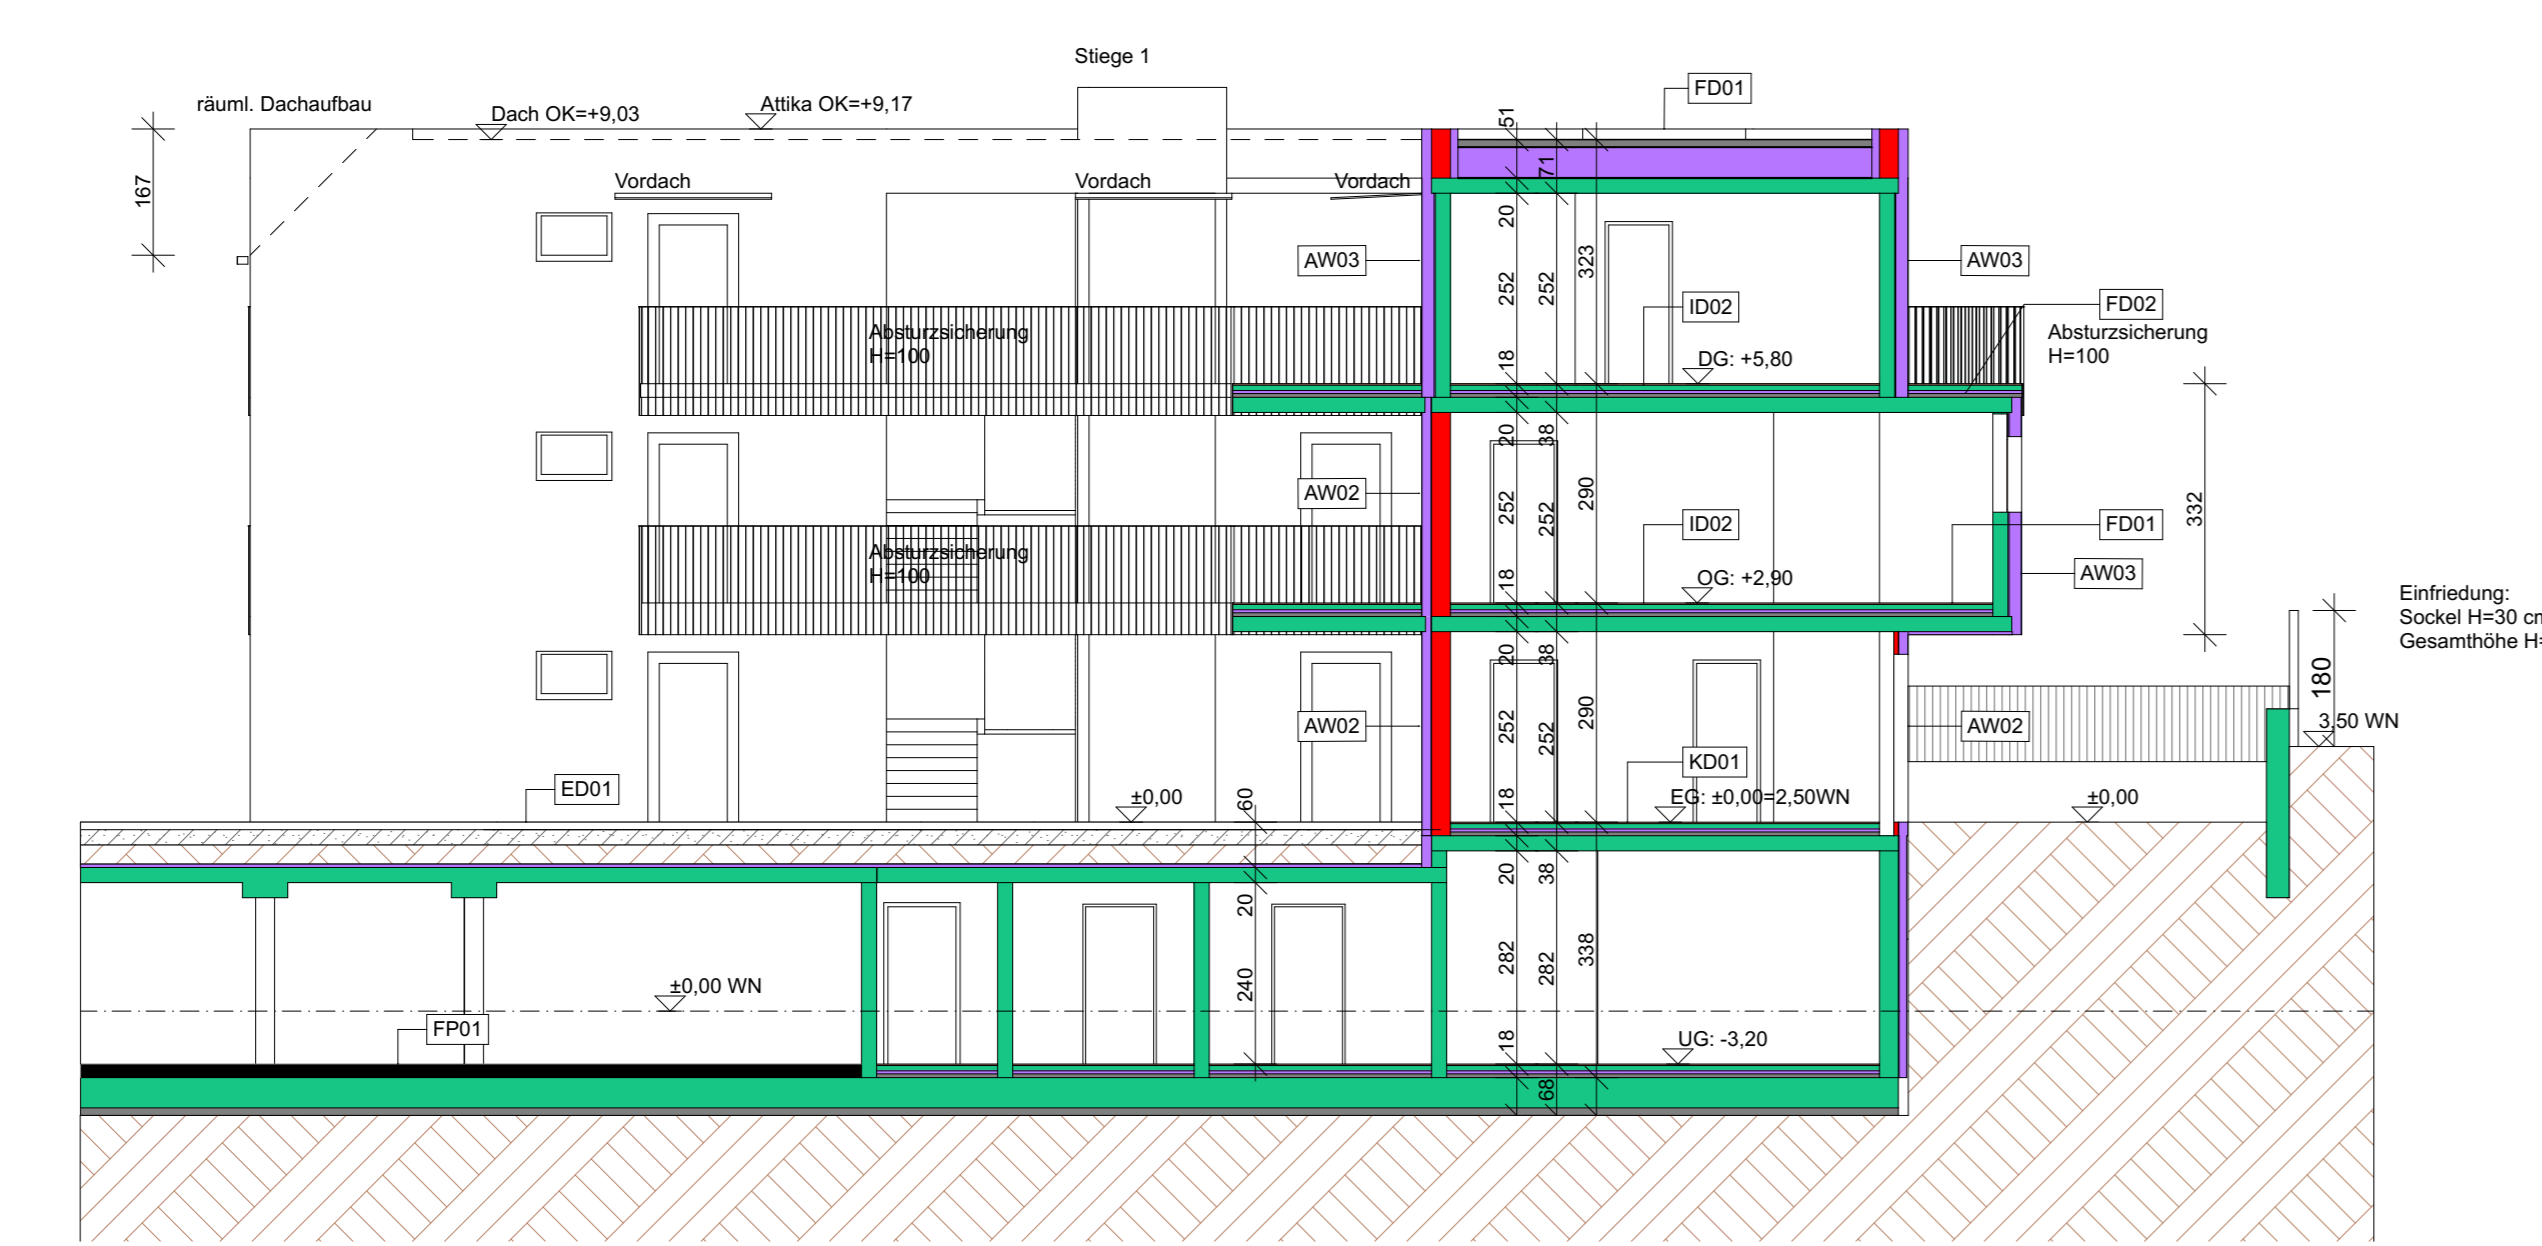 Stiege 1
räuml. Dachaufbau
Dach OK=+9,03
Attika OK=+9,17
FD01
51
71
167
Vordach
Vordach
Vordach
20
AW03
252
252
323
AW03
ID02
FD02
Absturzsicherung
H=100
Absturzsicherung
H=100
18
DG: +5,80
20
38
AW02
252
252
290
ID02
FD01
332
Absturzsicherung
H=100
18
OG: +2,90
AW03
Einfriedung:
Sockel H=30 cm
Gesamthöhe H=
20
38
180
3,50 WN
AW02
252
252
290
AW02
KD01
ED01
±0,00
60
18
EG: ±0,00=2,50WN
±0,00
20
20
38
282
282
338
240
±0,00 WN
FP01
18
UG: -3,20
68